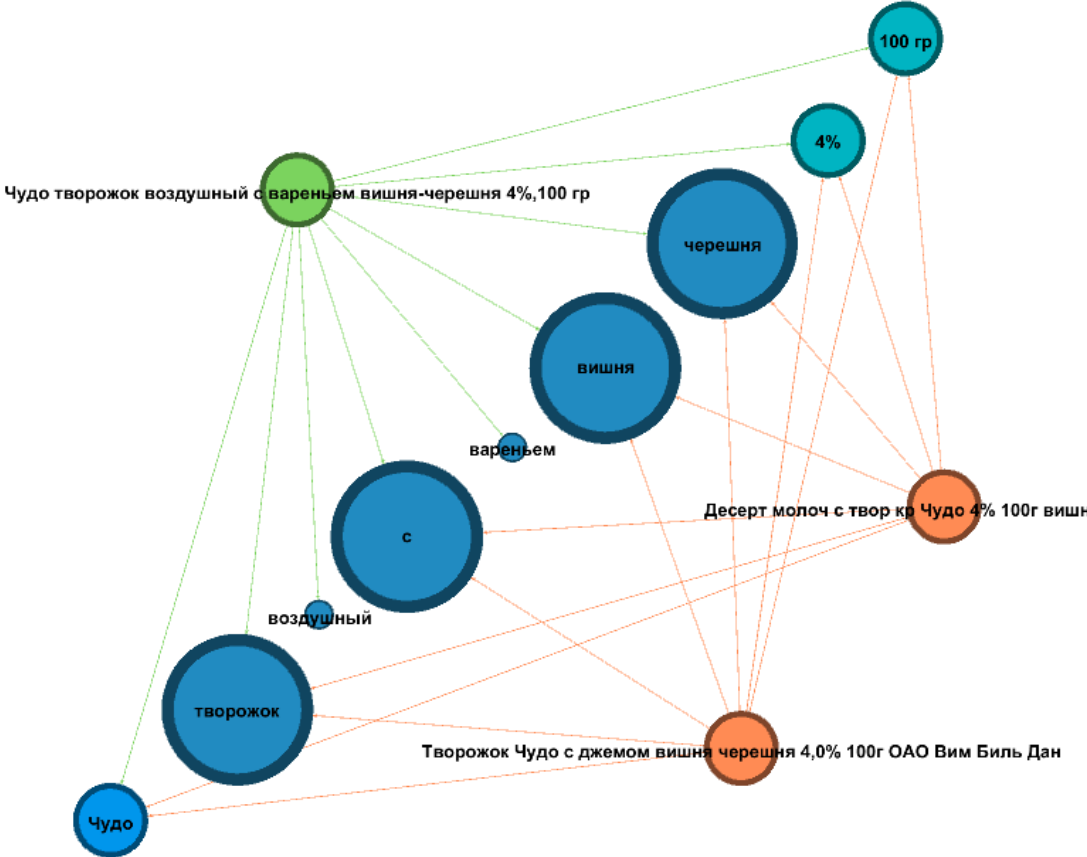 100 гр
4%
Чудо творожок воздушный с вареньем вишня-черешня 4%,100 гр
черешня
вишня
вареньем
Десерт молоч с твор кр Чудо 4% 100г вишн
с
воздушный
творожок
Творожок Чудо с джемом вишня черешня 4,0% 100г ОАО Вим Биль Дан
Чудо